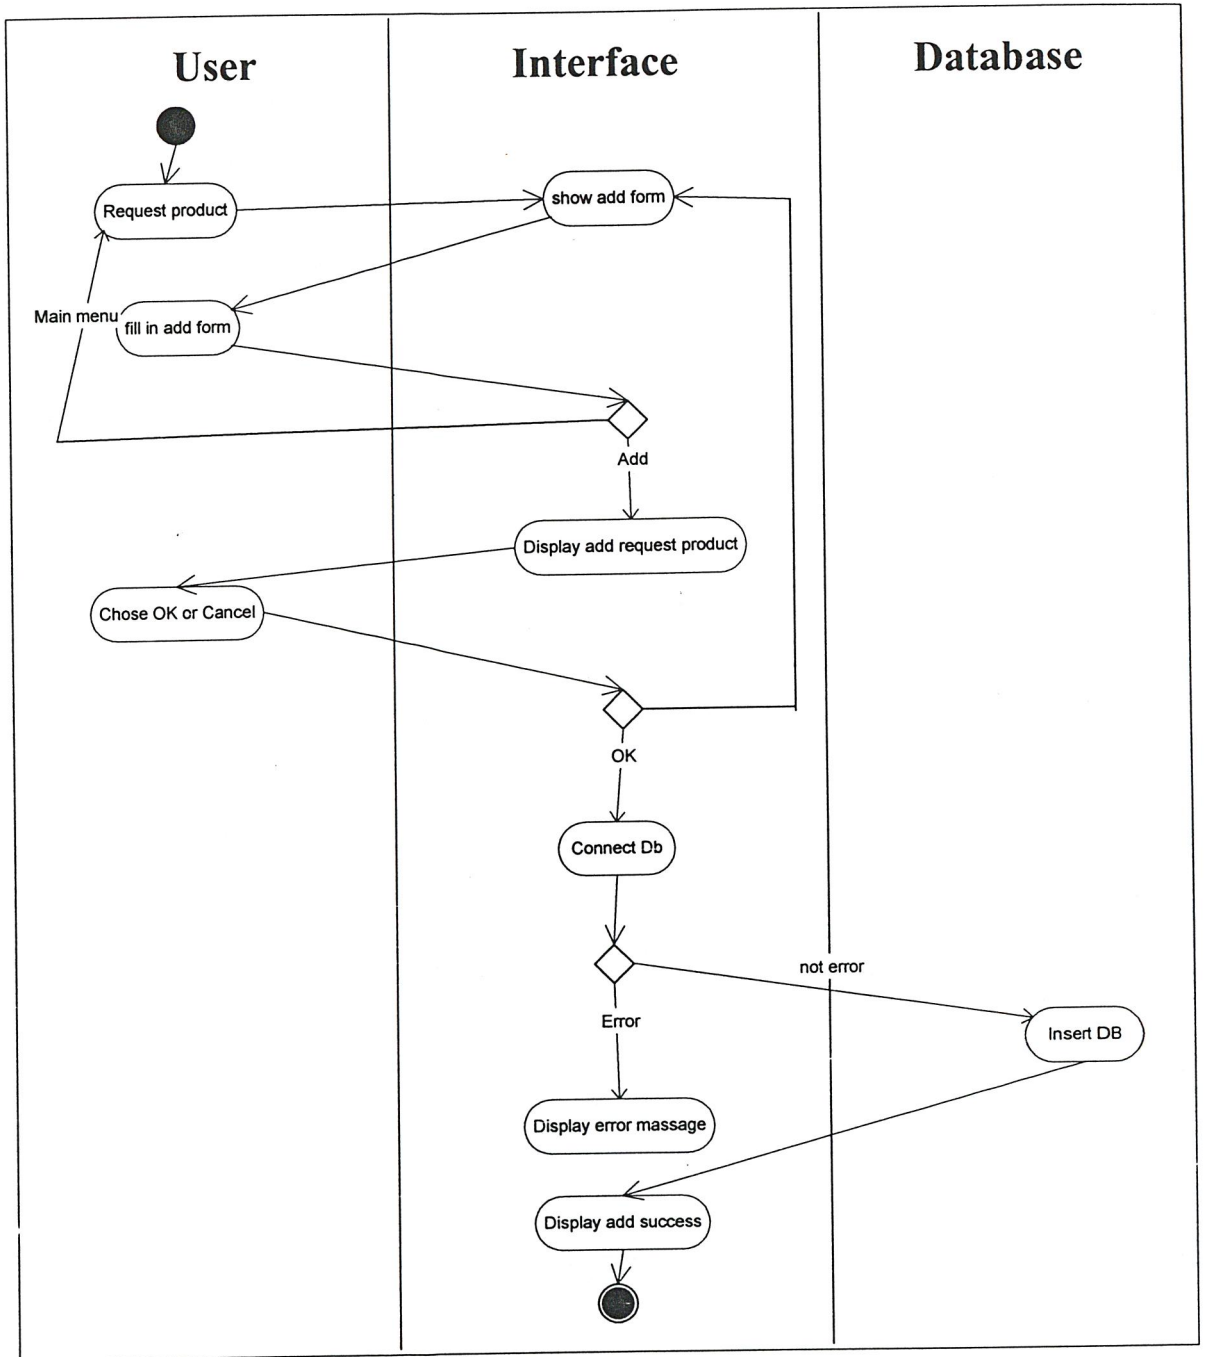 User
Interface
Database
Request product
show add form
Main menu
fill in add form
Add
Display add request product
Chose OK or Cancel
OK
Connect Db
not error
Error
Insert DB
Display error massage
Display add success